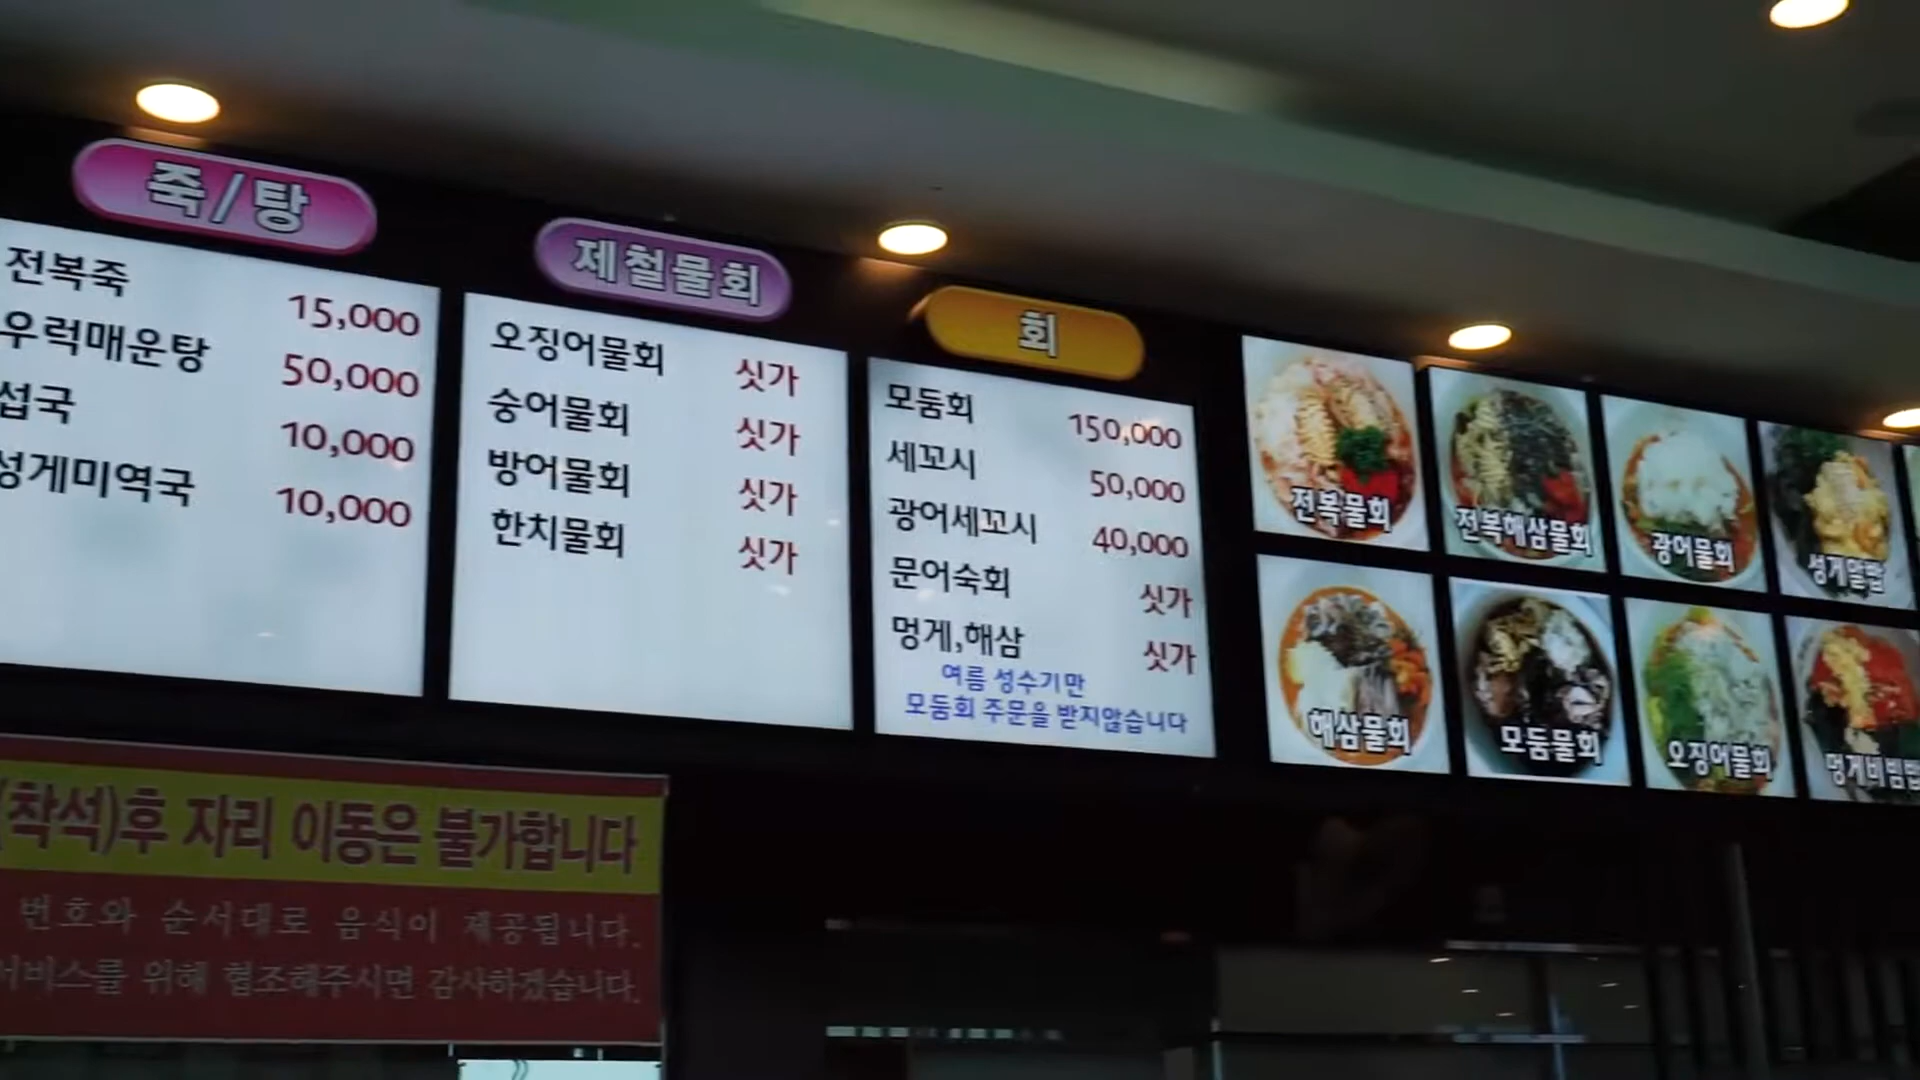 죽/탕
전복죽 15,000
우럭매운탕 50,000
섭국 10,000
성게미역국 10,000
제철물회
오징어물회 싯가
숭어물회 싯가
방어물회 싯가
한치물회 싯가
회
모둠회 150,000
세꼬시 50,000
광어세꼬시 40,000
문어숙회 싯가
멍게,해삼 싯가
여름 성수기만
모둠회 주문을 받지않습니다
전복물회
전복해삼물회
광어물회
성게알밥
해삼물회
모둠물회
오징어물회
멍게비빔밥
(착석)후 자리 이동은 불가합니다
번호와 순서대로 음식이 제공됩니다.
서비스를 위해 협조해주시면 감사하겠습니다.